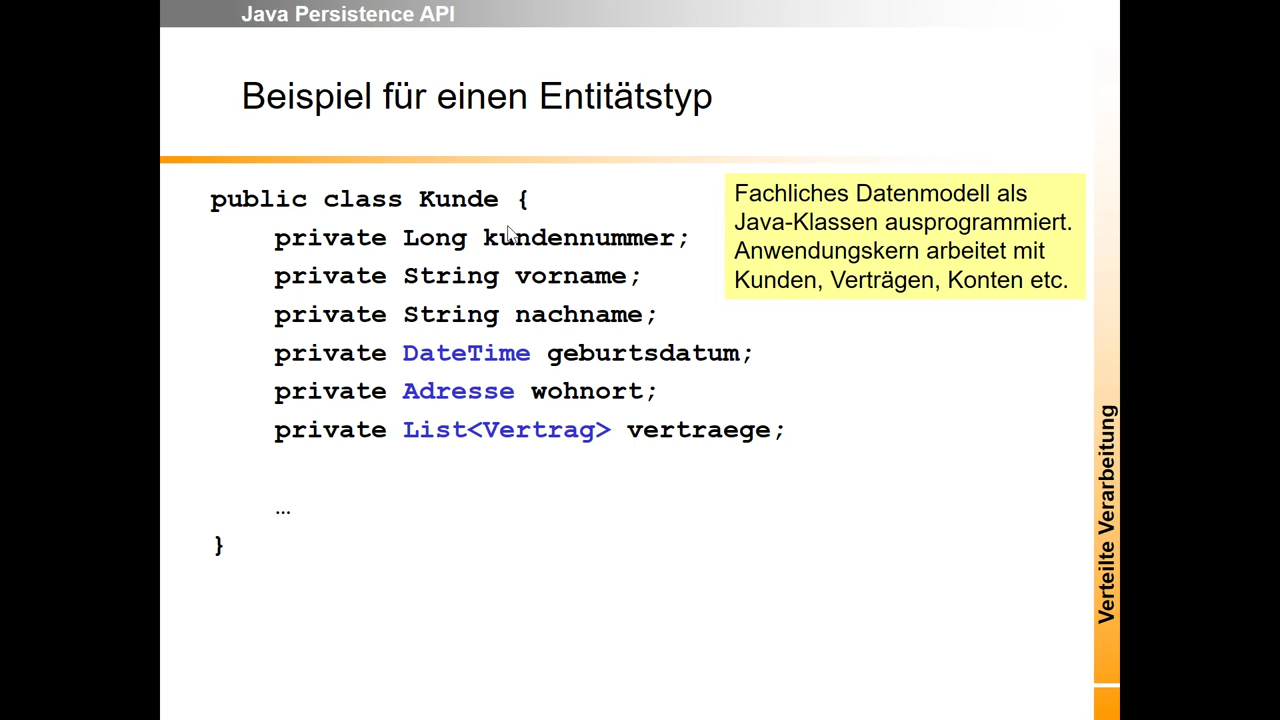 Java Persistence API
Beispiel für einen Entitätstyp
public class Kunde {
private Long kundennummer;
private String vorname;
private String nachname;
private DateTime geburtsdatum;
private Adresse wohnort;
private List<Vertrag> vertraege;
…
}
Fachliches Datenmodell als
Java-Klassen ausprogrammiert.
Anwendungskern arbeitet mit
Kunden, Verträgen, Konten etc.
Verteilte Verarbeitung